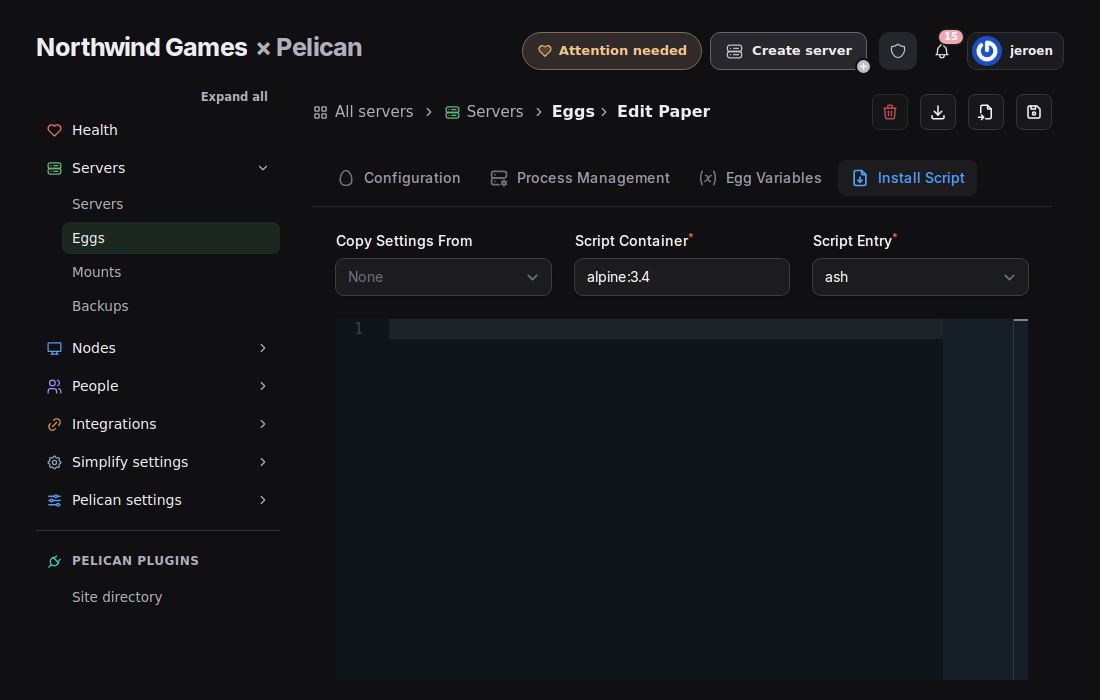 Northwind Games × Pelican
Attention needed
Create server
15
jeroen
Expand all
Health
Servers
Servers
Eggs
Mounts
Backups
Nodes
People
Integrations
Simplify settings
Pelican settings
PELICAN PLUGINS
Site directory
All servers > Servers > Eggs > Edit Paper
Configuration
Process Management
(x) Egg Variables
Install Script
Copy Settings From
None
Script Container*
alpine:3.4
Script Entry*
ash
1